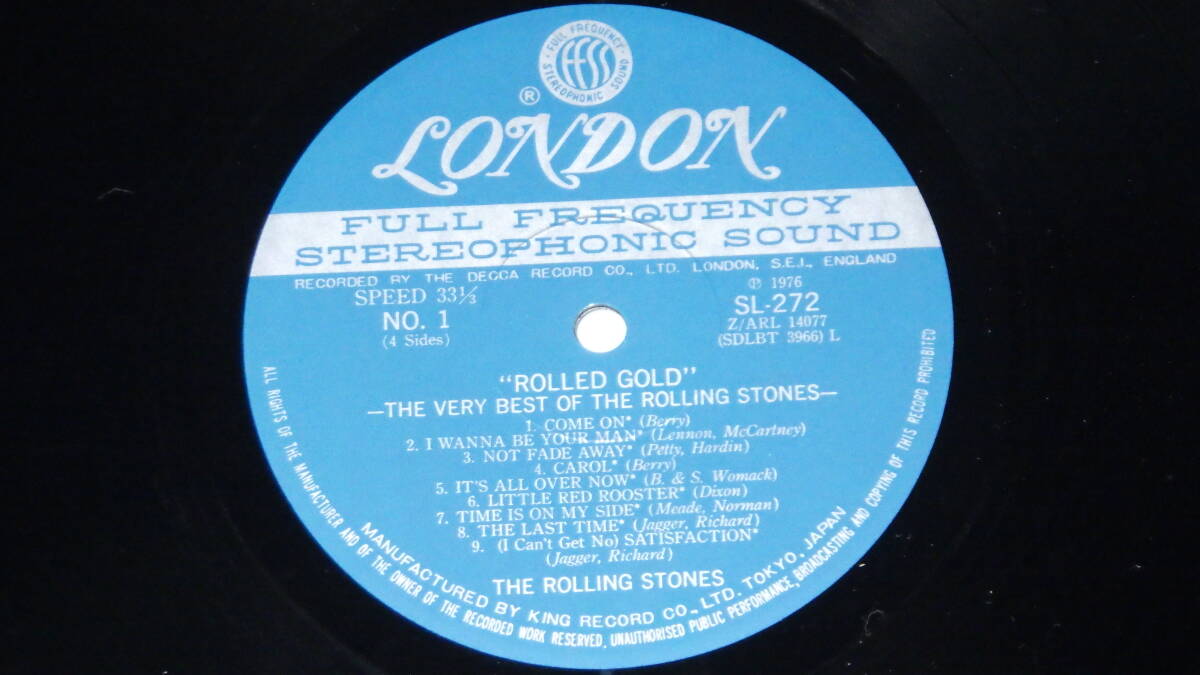 FULL FREQUENCY
ffss
STEREOPHONIC SOUND
®
LONDON
FULL FREQUENCY
STEREOPHONIC SOUND
RECORDED BY THE DECCA RECORD CO., LTD. LONDON, S.E.I., ENGLAND
SPEED 33⅓
NO. 1
(4 Sides)
℗ 1976
SL-272
Z/ARL 14077
(SDLBT 3966) L
"ROLLED GOLD"
—THE VERY BEST OF THE ROLLING STONES—
1. COME ON* (Berry)
2. I WANNA BE YOUR MAN* (Lennon, McCartney)
3. NOT FADE AWAY* (Petty, Hardin)
4. CAROL* (Berry)
5. IT'S ALL OVER NOW* (B. & S. Womack)
6. LITTLE RED ROOSTER* (Dixon)
7. TIME IS ON MY SIDE* (Meade, Norman)
8. THE LAST TIME* (Jagger, Richard)
9. (I Can't Get No) SATISFACTION*
(Jagger, Richard)
THE ROLLING STONES
MANUFACTURED BY KING RECORD CO., LTD. TOKYO, JAPAN
ALL RIGHTS OF THE MANUFACTURER AND OF THE OWNER OF THE RECORDED WORK RESERVED, UNAUTHORISED PUBLIC PERFORMANCE, BROADCASTING AND COPYING OF THIS RECORD PROHIBITED